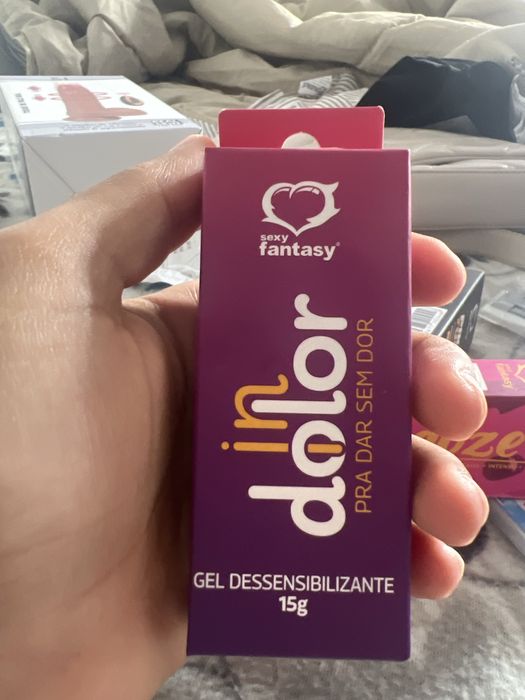 sexy
fantasy®
in
dolor
PRA DAR SEM DOR
GEL DESSENSIBILIZANTE
15g